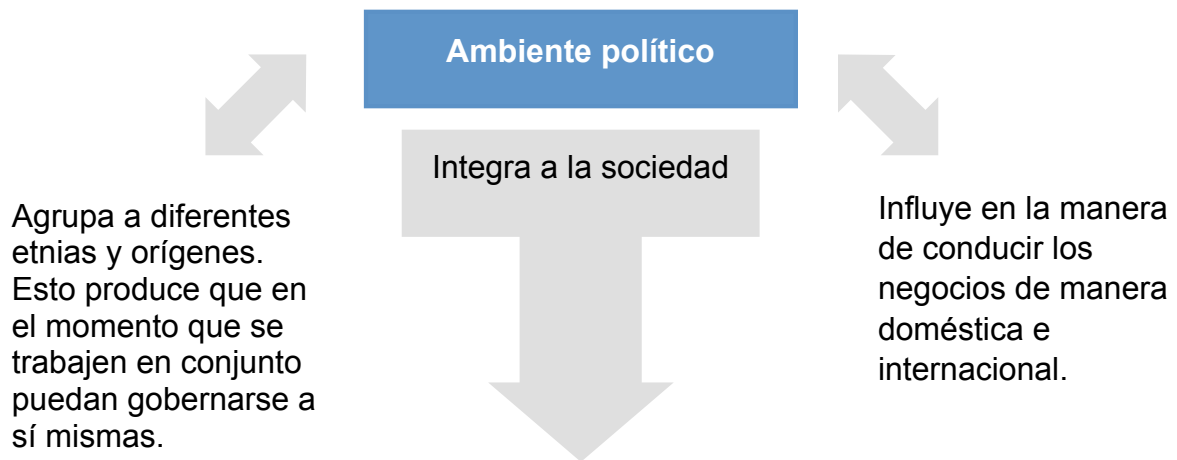 Ambiente político
Integra a la sociedad
Agrupa a diferentes
etnias y orígenes.
Esto produce que en
el momento que se
trabajen en conjunto
puedan gobernarse a
sí mismas.
Influye en la manera
de conducir los
negocios de manera
doméstica e
internacional.